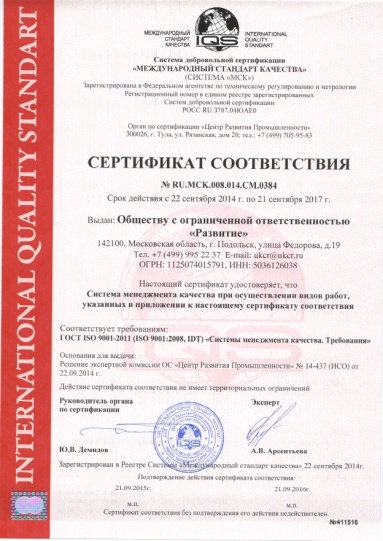 INTERNATIONAL QUALITY STANDART
МЕЖДУНАРОДНЫЙ
СТАНДАРТ
КАЧЕСТВА
IQS
INTERNATIONAL
QUALITY
STANDART
Система добровольной сертификации
«МЕЖДУНАРОДНЫЙ СТАНДАРТ КАЧЕСТВА»
(СИСТЕМА «МСК»)
Зарегистрирована в Федеральном агентстве по техническому регулированию и метрологии
Регистрационный номер в едином реестре зарегистрированных
Систем добровольной сертификации
РОСС RU.З707.04ЮАЕ0
Орган по сертификации «Центр Развития Промышленности»
300026, г. Тула, ул. Рязанская, дом 20; тел.: +7 (499) 705-95-83
СЕРТИФИКАТ СООТВЕТСТВИЯ
№ RU.МСК.008.014.СМ.0384
Срок действия с 22 сентября 2014 г. по 21 сентября 2017 г.
Выдан: Обществу с ограниченной ответственностью
«Развитие»
142100, Московская область, г. Подольск, улица Федорова, д.19
Тел. +7 (499) 995 22 37 E-mail: ukcr@ukcr.ru
ОГРН: 1125074015791, ИНН: 5036126038
Настоящий сертификат удостоверяет, что
Система менеджмента качества при осуществлении видов работ,
указанных в приложении к настоящему сертификату соответствия
Соответствует требованиям:
ГОСТ ISO 9001-2011 (ISO 9001:2008, IDT) «Системы менеджмента качества. Требования»
Основания для выдачи:
Решение экспертной комиссии ОС «Центр Развития Промышленности» № 14-437 (ИСО) от
22.09.2014 г.
Действие сертификата соответствия не имеет территориальных ограничений
Руководитель органа
по сертификации
Эксперт
Ю.В. Демидов
А.В. Арсентьева
Зарегистрирован в Реестре Системы «Международный стандарт качества» 22 сентября 2014г.
Подтверждение действия сертификата соответствия:
21.09.2015г.
21.09.2016г.
м.п.
м.п.
Сертификат соответствия без подтверждения его действия недействителен.
№411518